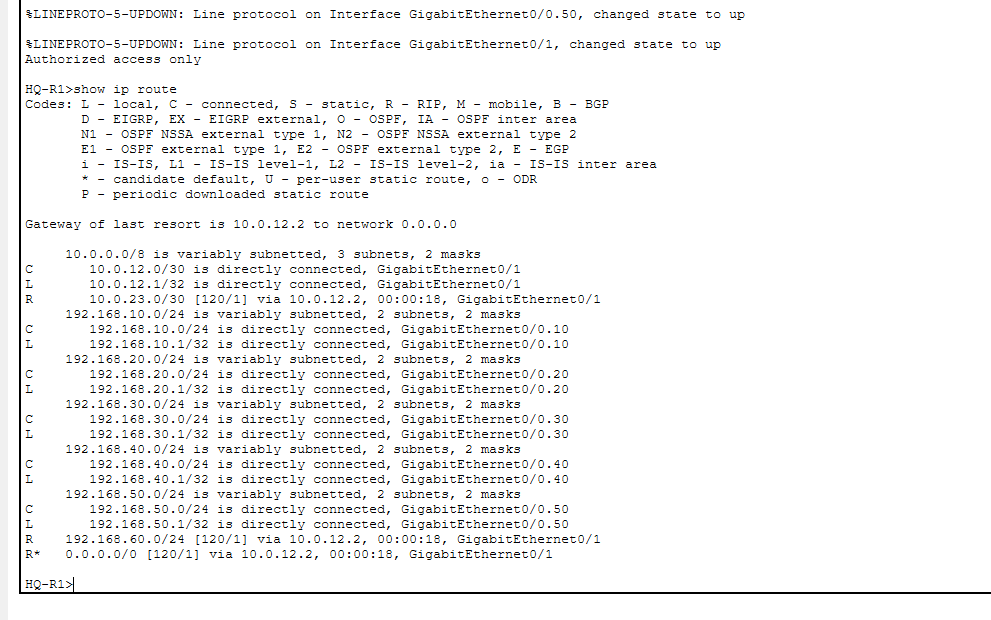 %LINEPROTO-5-UPDOWN: Line protocol on Interface GigabitEthernet0/0.50, changed state to up
%LINEPROTO-5-UPDOWN: Line protocol on Interface GigabitEthernet0/1, changed state to up
Authorized access only
HQ-R1>show ip route
Codes: L - local, C - connected, S - static, R - RIP, M - mobile, B - BGP
D - EIGRP, EX - EIGRP external, O - OSPF, IA - OSPF inter area
N1 - OSPF NSSA external type 1, N2 - OSPF NSSA external type 2
E1 - OSPF external type 1, E2 - OSPF external type 2, E - EGP
i - IS-IS, L1 - IS-IS level-1, L2 - IS-IS level-2, ia - IS-IS inter area
* - candidate default, U - per-user static route, o - ODR
P - periodic downloaded static route
Gateway of last resort is 10.0.12.2 to network 0.0.0.0
10.0.0.0/8 is variably subnetted, 3 subnets, 2 masks
C 10.0.12.0/30 is directly connected, GigabitEthernet0/1
L 10.0.12.1/32 is directly connected, GigabitEthernet0/1
R 10.0.23.0/30 [120/1] via 10.0.12.2, 00:00:18, GigabitEthernet0/1
192.168.10.0/24 is variably subnetted, 2 subnets, 2 masks
C 192.168.10.0/24 is directly connected, GigabitEthernet0/0.10
L 192.168.10.1/32 is directly connected, GigabitEthernet0/0.10
192.168.20.0/24 is variably subnetted, 2 subnets, 2 masks
C 192.168.20.0/24 is directly connected, GigabitEthernet0/0.20
L 192.168.20.1/32 is directly connected, GigabitEthernet0/0.20
192.168.30.0/24 is variably subnetted, 2 subnets, 2 masks
C 192.168.30.0/24 is directly connected, GigabitEthernet0/0.30
L 192.168.30.1/32 is directly connected, GigabitEthernet0/0.30
192.168.40.0/24 is variably subnetted, 2 subnets, 2 masks
C 192.168.40.0/24 is directly connected, GigabitEthernet0/0.40
L 192.168.40.1/32 is directly connected, GigabitEthernet0/0.40
192.168.50.0/24 is variably subnetted, 2 subnets, 2 masks
C 192.168.50.0/24 is directly connected, GigabitEthernet0/0.50
L 192.168.50.1/32 is directly connected, GigabitEthernet0/0.50
R 192.168.60.0/24 [120/1] via 10.0.12.2, 00:00:18, GigabitEthernet0/1
R* 0.0.0.0/0 [120/1] via 10.0.12.2, 00:00:18, GigabitEthernet0/1
HQ-R1>